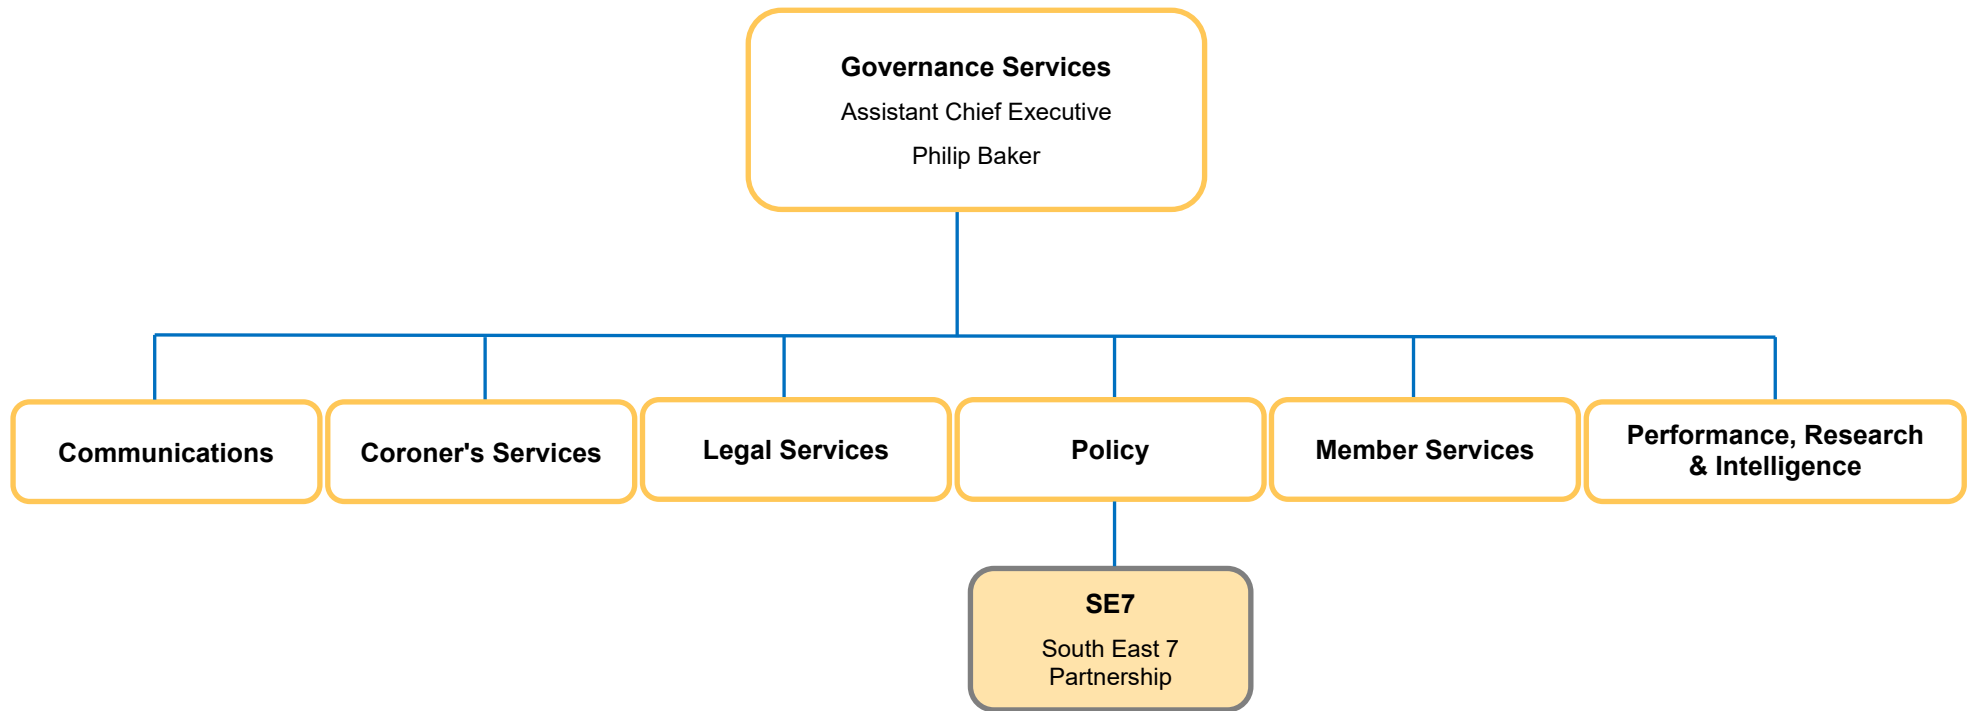 Governance Services
Assistant Chief Executive
Philip Baker
Communications
Coroner's Services
Legal Services
Policy
Member Services
Performance, Research
& Intelligence
SE7
South East 7
Partnership